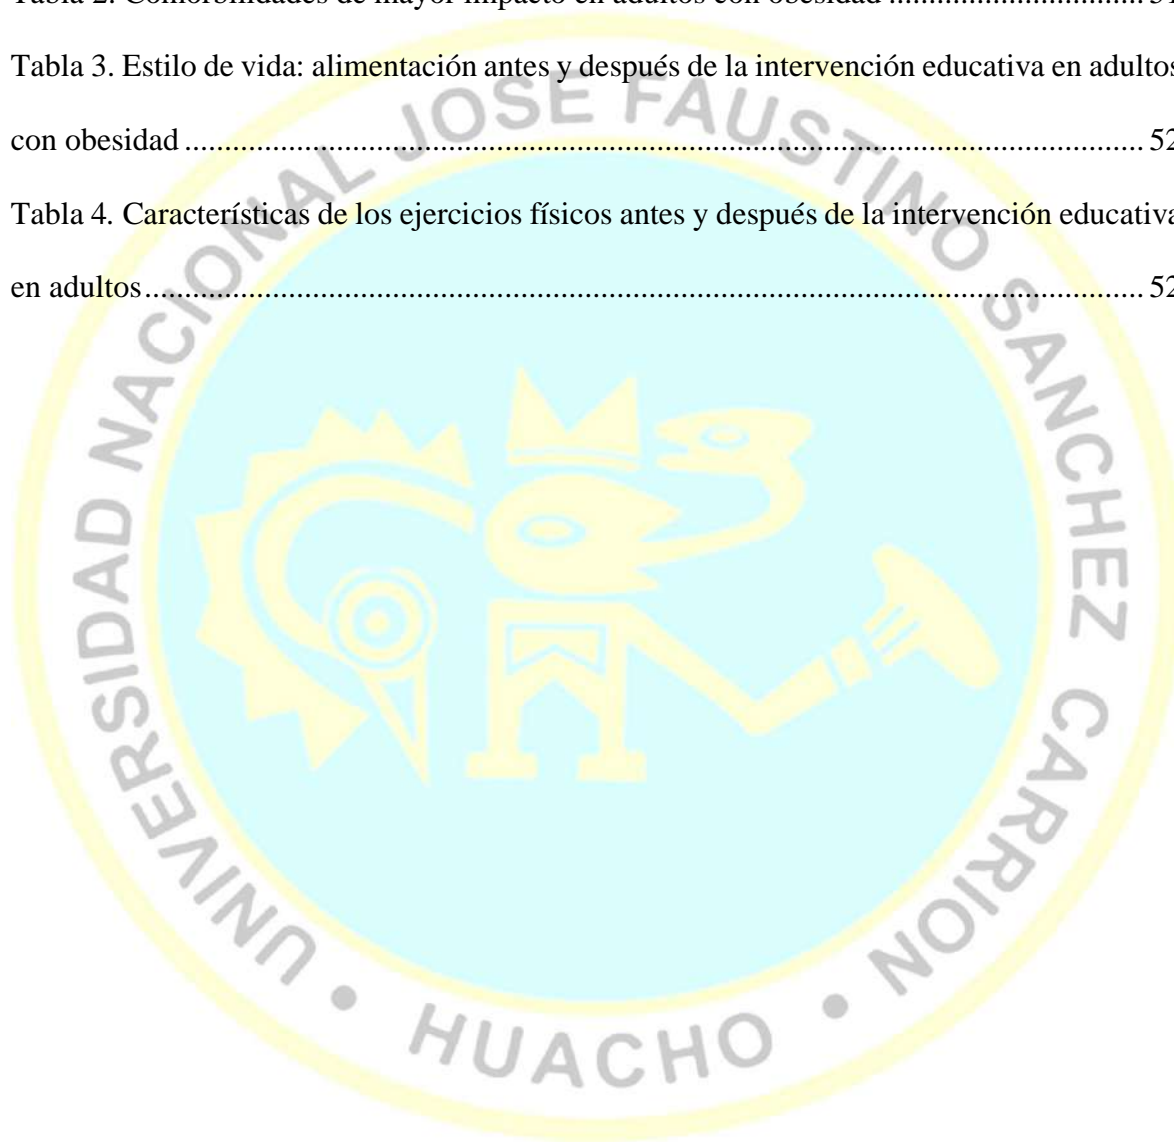 Tabla 2. Comorbilidades de mayor impacto en adultos con obesidad ................................ 51
Tabla 3. Estilo de vida: alimentación antes y después de la intervención educativa en adultos
con obesidad ........................................................................................................................ 52
Tabla 4. Características de los ejercicios físicos antes y después de la intervención educativa
en adultos ............................................................................................................................. 52
UNIVERSIDAD NACIONAL JOSE FAUSTINO SANCHEZ CARRION • HUACHO •